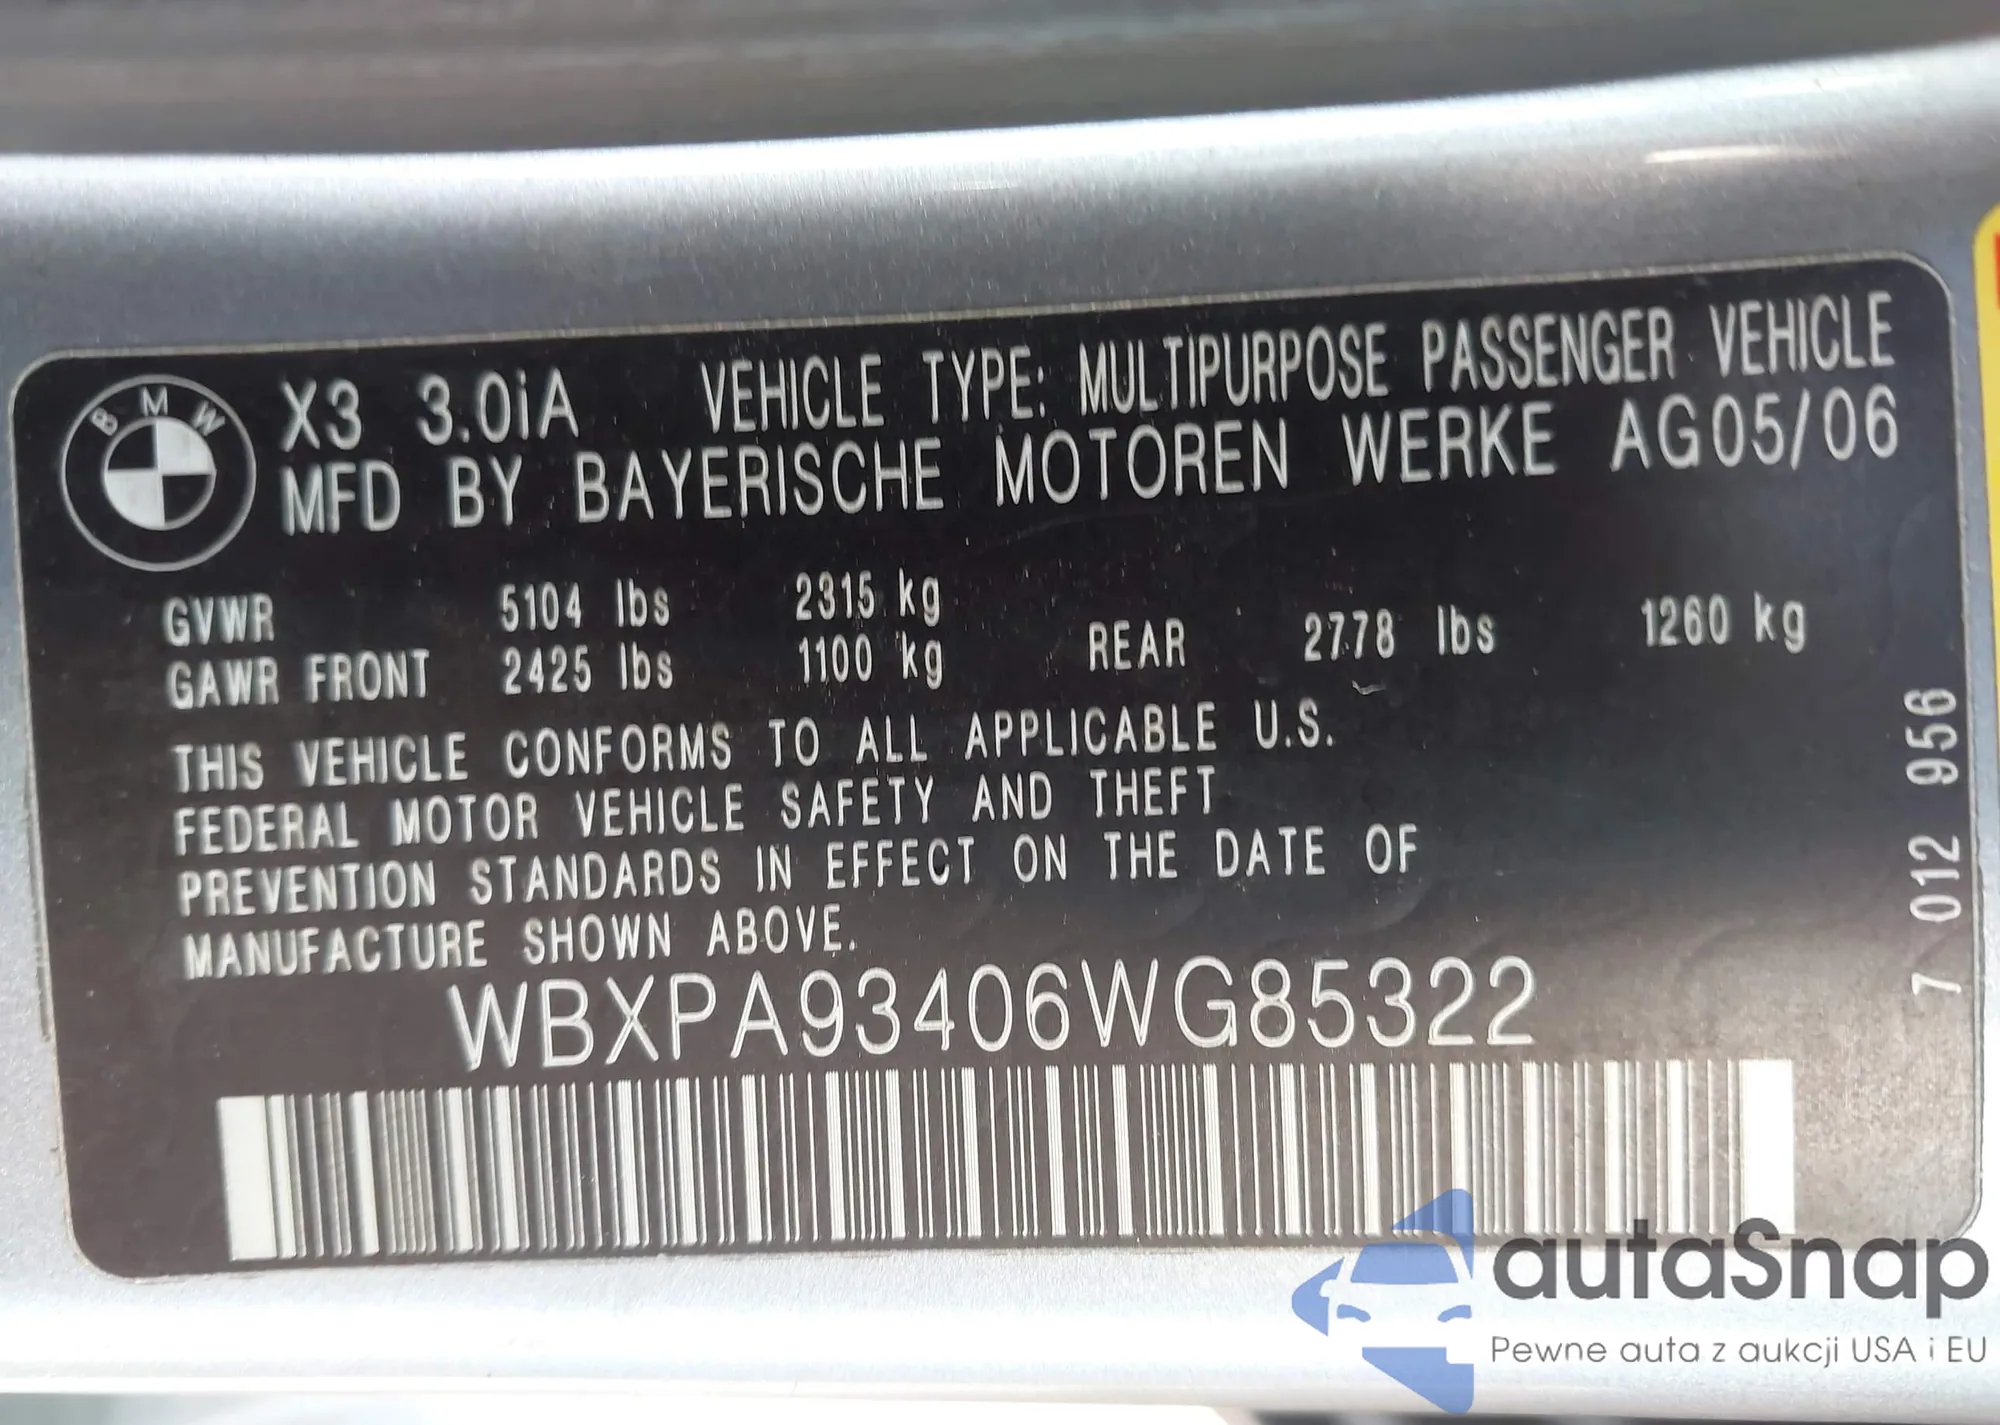 BMW
X3 3.0iA VEHICLE TYPE: MULTIPURPOSE PASSENGER VEHICLE
MFD BY BAYERISCHE MOTOREN WERKE AG05/06
GVWR 5104 lbs 2315 kg
GAWR FRONT 2425 lbs 1100 kg REAR 2778 lbs 1260 kg
THIS VEHICLE CONFORMS TO ALL APPLICABLE U.S.
FEDERAL MOTOR VEHICLE SAFETY AND THEFT
PREVENTION STANDARDS IN EFFECT ON THE DATE OF
MANUFACTURE SHOWN ABOVE.
WBXPA93406WG85322
7 012 956
autaSnap
Pewne auta z aukcji USA i EU